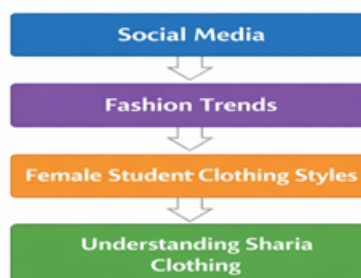 Social Media
Fashion Trends
Female Student Clothing Styles
Understanding Sharia
Clothing